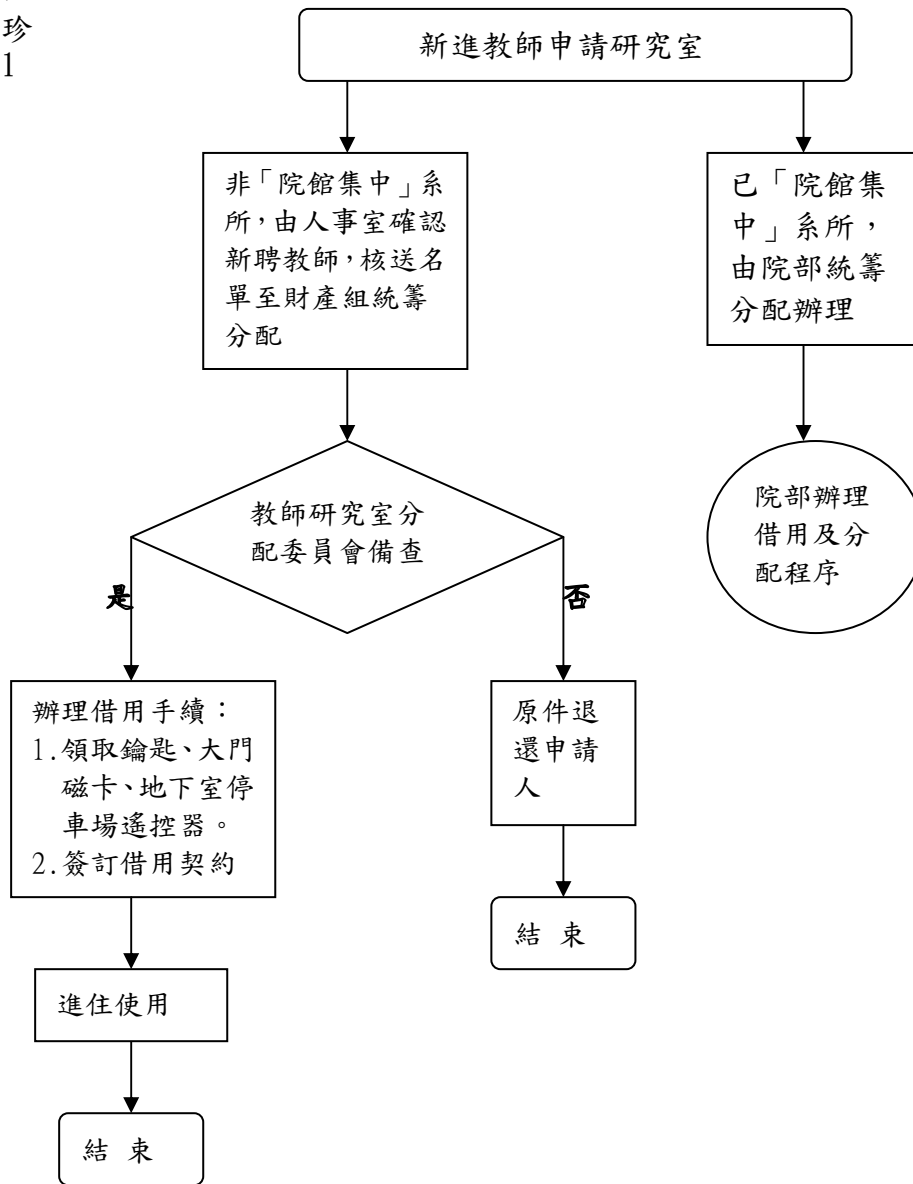 珍
1
新進教師申請研究室
非「院館集中」系
所，由人事室確認
新聘教師，核送名
單至財產組統籌
分配
已「院館集
中」系所，
由院部統籌
分配辦理
教師研究室分
配委員會備查
院部辦理
借用及分
配程序
是
否
辦理借用手續：
1.領取鑰匙、大門
磁卡、地下室停
車場遙控器。
2.簽訂借用契約
原件退
還申請
人
結 束
進住使用
結 束